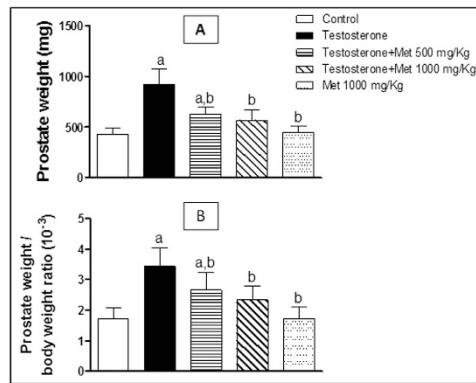 Control
Testosterone
Testosterone+Met 500 mg/Kg
Testosterone+Met 1000 mg/Kg
Met 1000 mg/Kg
A
Prostate weight (mg)
1500
1000
500
0
a
a,b
b
b
B
Prostate weight /
body weight ratio (10⁻³)
5
4
3
2
1
0
a
a,b
b
b